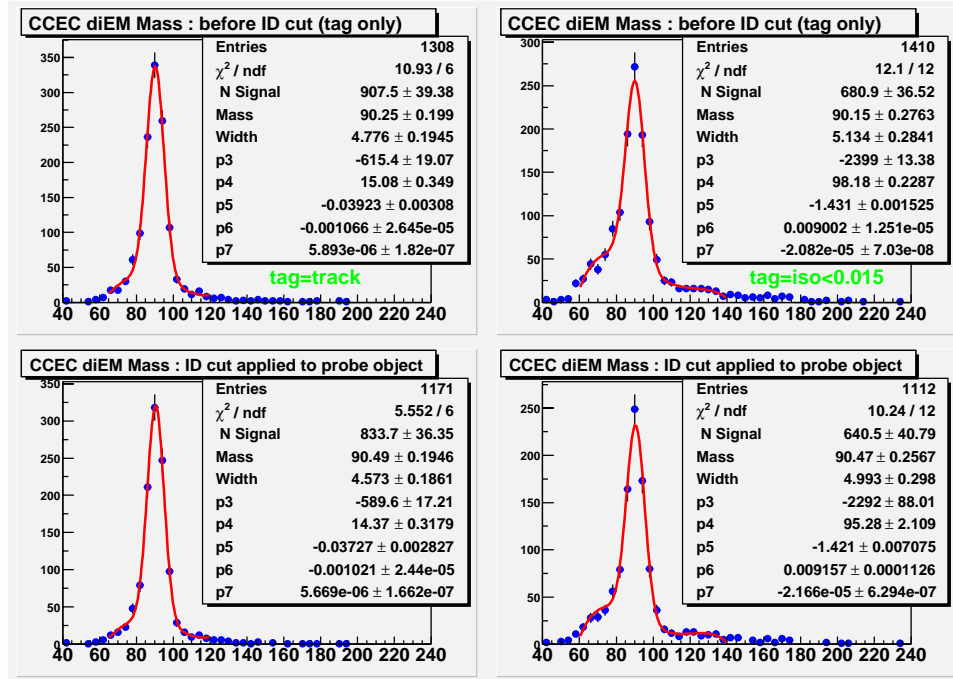 CCEC diEM Mass : before ID cut (tag only)
Entries 1308
χ² / ndf 10.93 / 6
N Signal 907.5 ± 39.38
Mass 90.25 ± 0.199
Width 4.776 ± 0.1945
p3 -615.4 ± 19.07
p4 15.08 ± 0.349
p5 -0.03923 ± 0.00308
p6 -0.001066 ± 2.645e-05
p7 5.893e-06 ± 1.82e-07
tag=track
350
300
250
200
150
100
50
0
40 60 80 100 120 140 160 180 200 220 240
CCEC diEM Mass : before ID cut (tag only)
Entries 1410
χ² / ndf 12.1 / 12
N Signal 680.9 ± 36.52
Mass 90.15 ± 0.2763
Width 5.134 ± 0.2841
p3 -2399 ± 13.38
p4 98.18 ± 0.2287
p5 -1.431 ± 0.001525
p6 0.009002 ± 1.251e-05
p7 -2.082e-05 ± 7.03e-08
tag=iso<0.015
300
250
200
150
100
50
0
40 60 80 100 120 140 160 180 200 220 240
CCEC diEM Mass : ID cut applied to probe object
Entries 1171
χ² / ndf 5.552 / 6
N Signal 833.7 ± 36.35
Mass 90.49 ± 0.1946
Width 4.573 ± 0.1861
p3 -589.6 ± 17.21
p4 14.37 ± 0.3179
p5 -0.03727 ± 0.002827
p6 -0.001021 ± 2.44e-05
p7 5.669e-06 ± 1.662e-07
350
300
250
200
150
100
50
0
40 60 80 100 120 140 160 180 200 220 240
CCEC diEM Mass : ID cut applied to probe object
Entries 1112
χ² / ndf 10.24 / 12
N Signal 640.5 ± 40.79
Mass 90.47 ± 0.2567
Width 4.993 ± 0.298
p3 -2292 ± 88.01
p4 95.28 ± 2.109
p5 -1.421 ± 0.007075
p6 0.009157 ± 0.0001126
p7 -2.166e-05 ± 6.294e-07
250
200
150
100
50
0
40 60 80 100 120 140 160 180 200 220 240